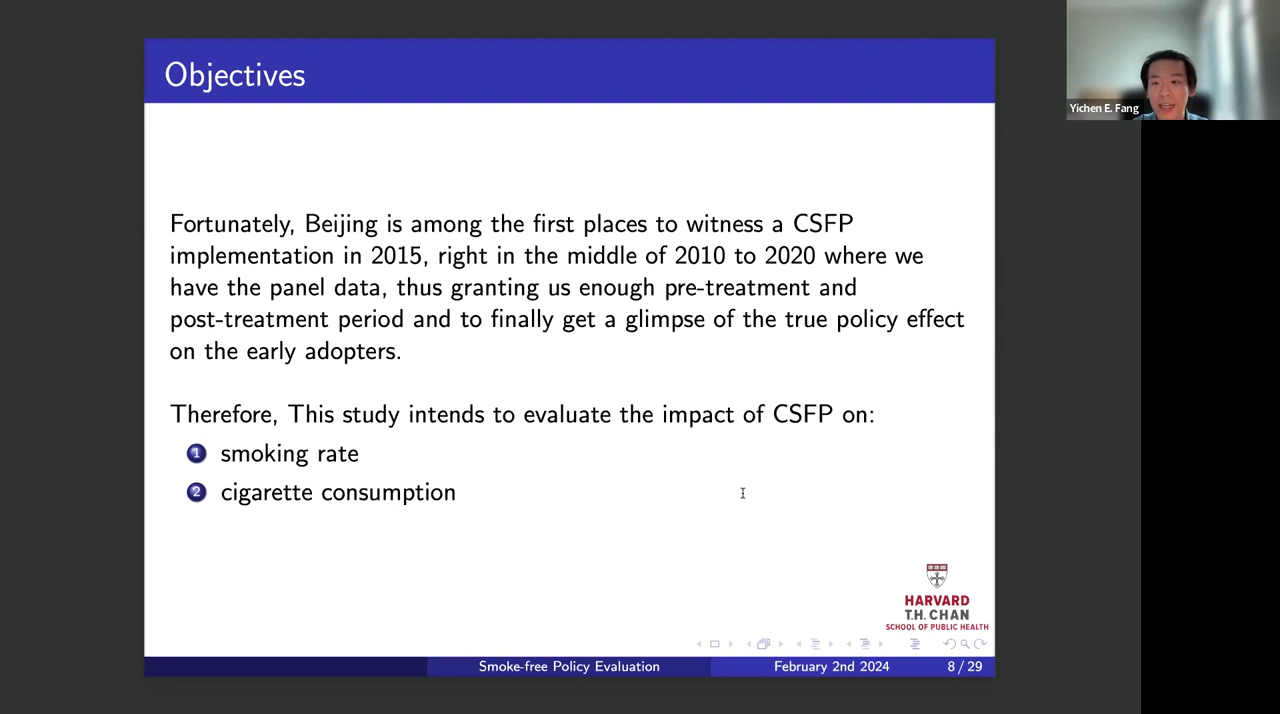 Objectives
Yichen E. Fang
Fortunately, Beijing is among the first places to witness a CSFP
implementation in 2015, right in the middle of 2010 to 2020 where we
have the panel data, thus granting us enough pre-treatment and
post-treatment period and to finally get a glimpse of the true policy effect
on the early adopters.
Therefore, This study intends to evaluate the impact of CSFP on:
1 smoking rate
2 cigarette consumption
HARVARD
T.H. CHAN
SCHOOL OF PUBLIC HEALTH
Smoke-free Policy Evaluation
February 2nd 2024
8 / 29